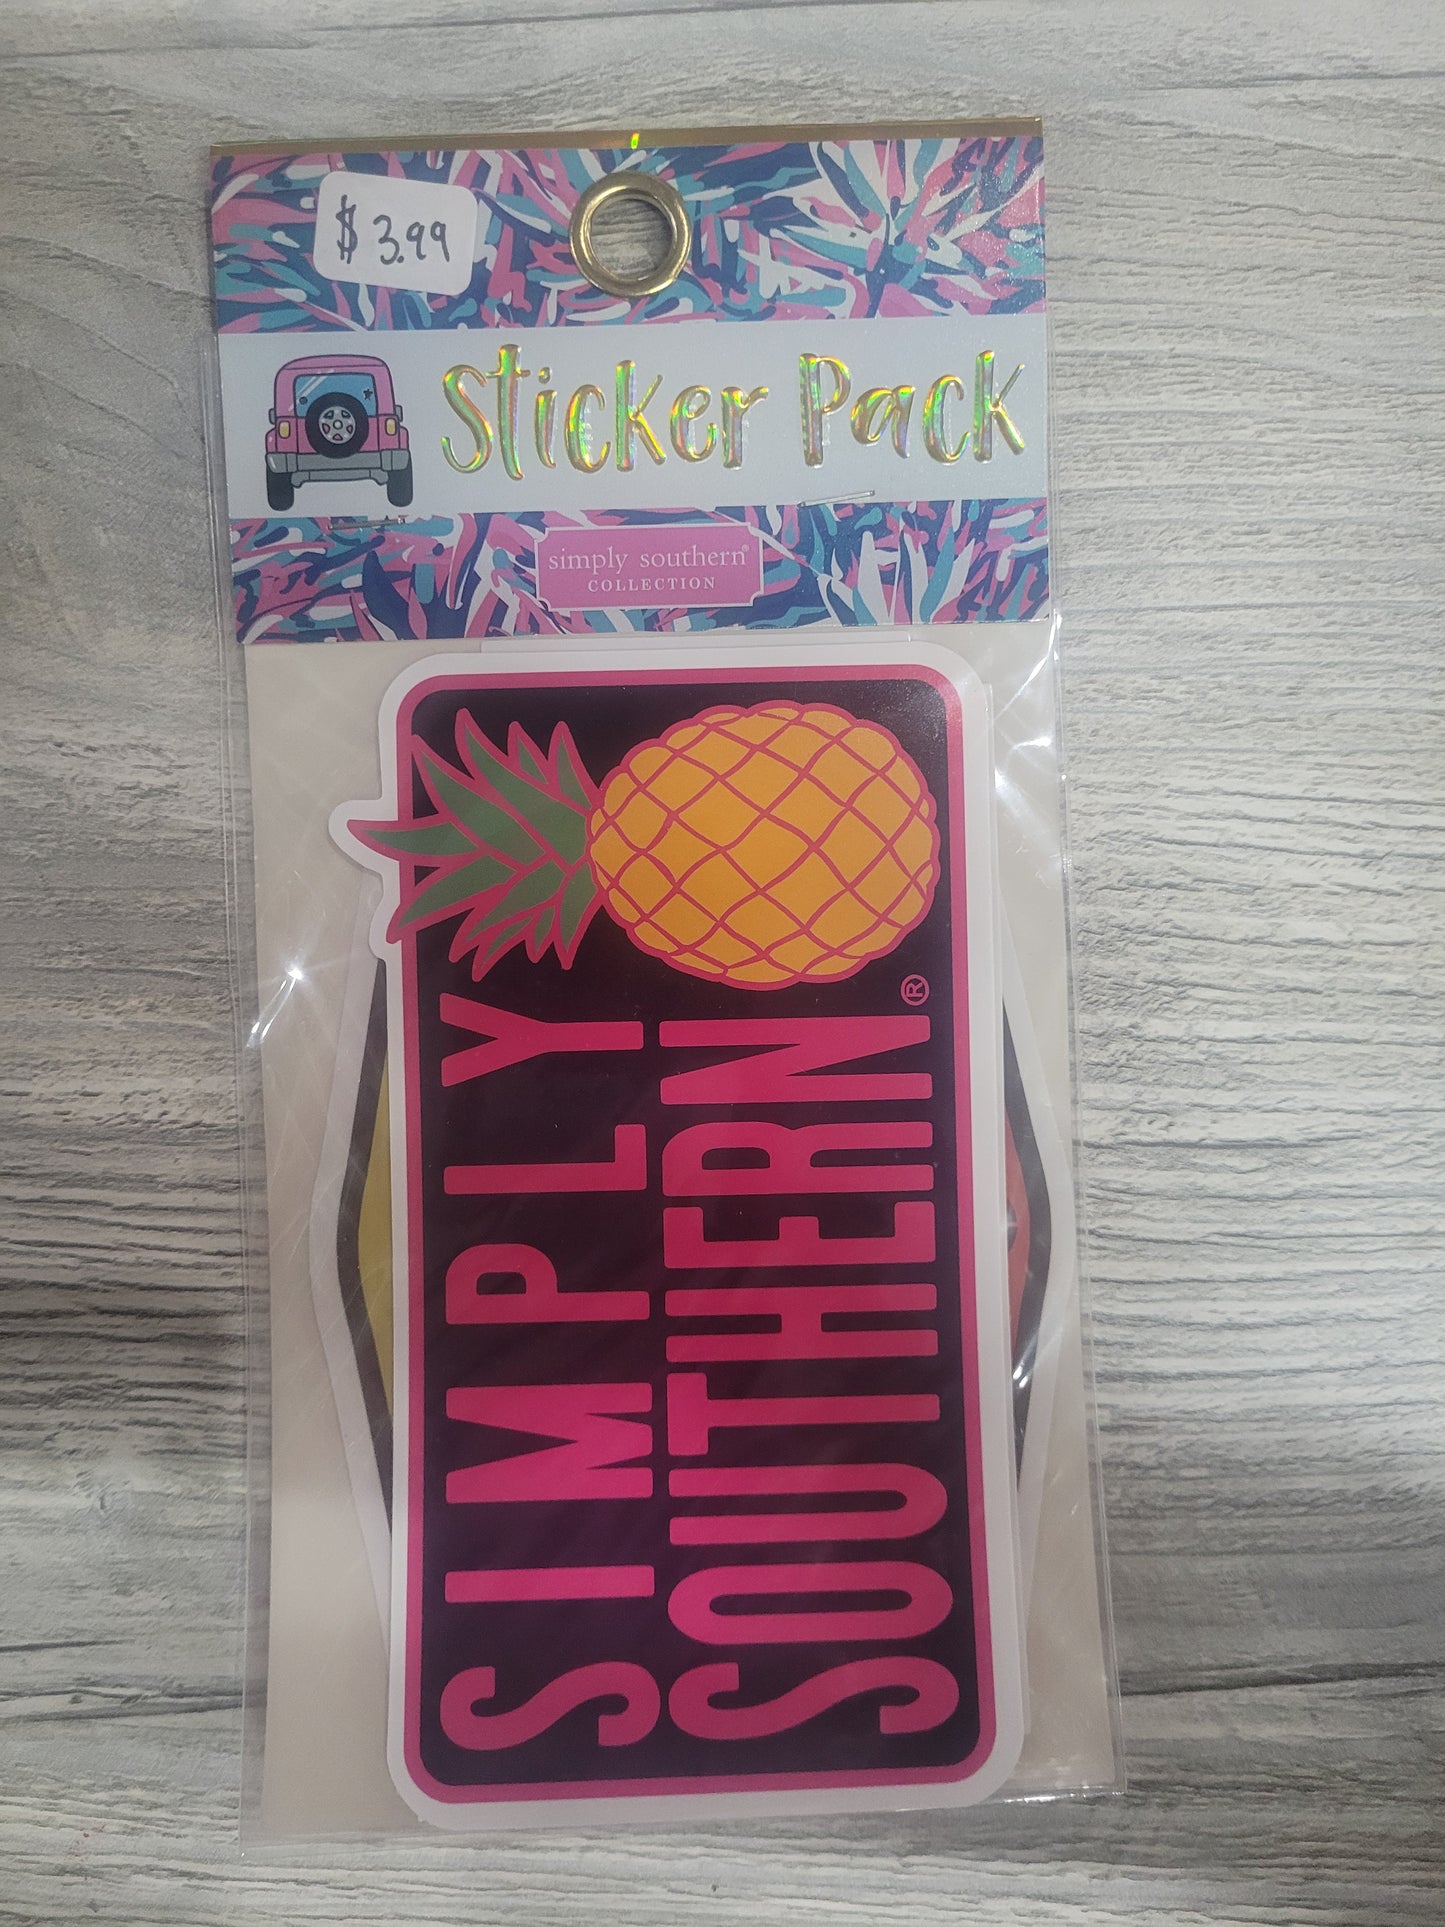 $ 3.99
Sticker Pack
simply southern®
COLLECTION
SIMPLY
SOUTHERN®